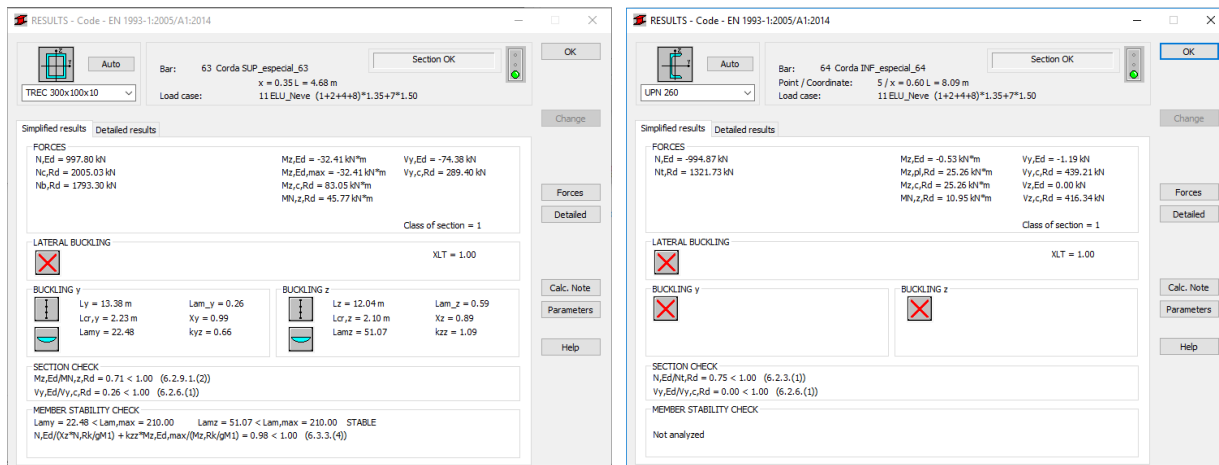 RESULTS - Code - EN 1993-1:2005/A1:2014
Auto
TREC 300x100x10
Bar: 63 Corda SUP_especial_63
x = 0.35 L = 4.68 m
Load case: 11 ELU_Neve (1+2+4+8)*1.35+7*1.50
Section OK
OK
Change
Simplified results Detailed results
FORCES
N,Ed = 997.80 kN Mz,Ed = -32.41 kN*m Vy,Ed = -74.38 kN
Nc,Rd = 2005.03 kN Mz,Ed,max = -32.41 kN*m Vy,c,Rd = 289.40 kN
Nb,Rd = 1793.30 kN Mz,c,Rd = 83.05 kN*m
MN,z,Rd = 45.77 kN*m
Class of section = 1
Forces
Detailed
LATERAL BUCKLING
XLT = 1.00
BUCKLING y
Ly = 13.38 m Lam_y = 0.26
Lcr,y = 2.23 m Xy = 0.99
Lamy = 22.48 kyz = 0.66
BUCKLING z
Lz = 12.04 m Lam_z = 0.59
Lcr,z = 2.10 m Xz = 0.89
Lamz = 51.07 kzz = 1.09
Calc. Note
Parameters
Help
SECTION CHECK
Mz,Ed/MN,z,Rd = 0.71 < 1.00 (6.2.9.1.(2))
Vy,Ed/Vy,c,Rd = 0.26 < 1.00 (6.2.6.(1))
MEMBER STABILITY CHECK
Lamy = 22.48 < Lam,max = 210.00 Lamz = 51.07 < Lam,max = 210.00 STABLE
N,Ed/(Xz*N,Rk/gM1) + kzz*Mz,Ed,max/(Mz,Rk/gM1) = 0.98 < 1.00 (6.3.3.(4))
RESULTS - Code - EN 1993-1:2005/A1:2014
Auto
UPN 260
Bar: 64 Corda INF_especial_64
Point / Coordinate: 5 / x = 0.60 L = 8.09 m
Load case: 11 ELU_Neve (1+2+4+8)*1.35+7*1.50
Section OK
OK
Change
Simplified results Detailed results
FORCES
N,Ed = -994.87 kN Mz,Ed = -0.53 kN*m Vy,Ed = -1.19 kN
Nt,Rd = 1321.73 kN Mz,pl,Rd = 25.26 kN*m Vy,c,Rd = 439.21 kN
Mz,c,Rd = 25.26 kN*m Vz,Ed = 0.00 kN
MN,z,Rd = 10.95 kN*m Vz,c,Rd = 416.34 kN
Class of section = 1
Forces
Detailed
LATERAL BUCKLING
XLT = 1.00
BUCKLING y
BUCKLING z
Calc. Note
Parameters
Help
SECTION CHECK
N,Ed/Nt,Rd = 0.75 < 1.00 (6.2.3.(1))
Vy,Ed/Vy,c,Rd = 0.00 < 1.00 (6.2.6.(1))
MEMBER STABILITY CHECK
Not analyzed